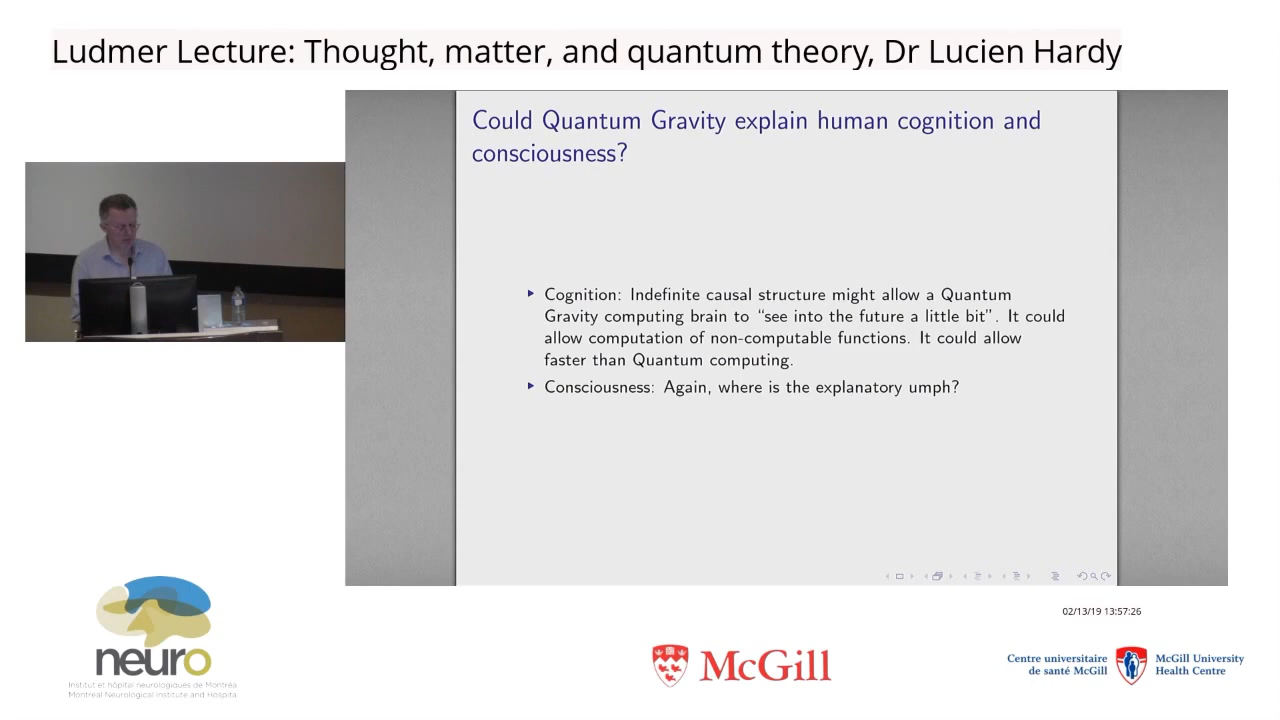 Ludmer Lecture: Thought, matter, and quantum theory, Dr Lucien Hardy
Could Quantum Gravity explain human cognition and
consciousness?
Cognition: Indefinite causal structure might allow a Quantum
Gravity computing brain to “see into the future a little bit”. It could
allow computation of non-computable functions. It could allow
faster than Quantum computing.
Consciousness: Again, where is the explanatory umph?
02/13/19 13:57:26
neuro
Institut et hôpital neurologiques de Montréal
Montreal Neurological Institute and Hospital
McGill
Centre universitaire
de santé McGill
McGill University
Health Centre